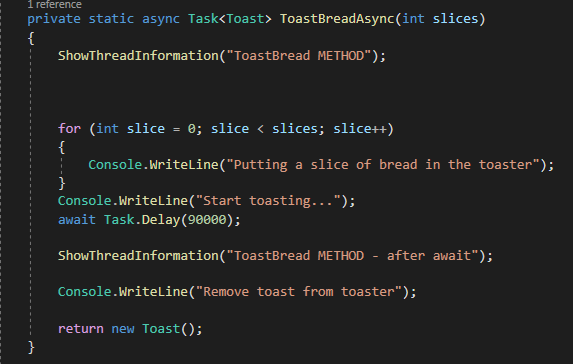 1 reference
private static async Task<Toast> ToastBreadAsync(int slices)
{
ShowThreadInformation("ToastBread METHOD");
for (int slice = 0; slice < slices; slice++)
{
Console.WriteLine("Putting a slice of bread in the toaster");
}
Console.WriteLine("Start toasting...");
await Task.Delay(90000);
ShowThreadInformation("ToastBread METHOD - after await");
Console.WriteLine("Remove toast from toaster");
return new Toast();
}